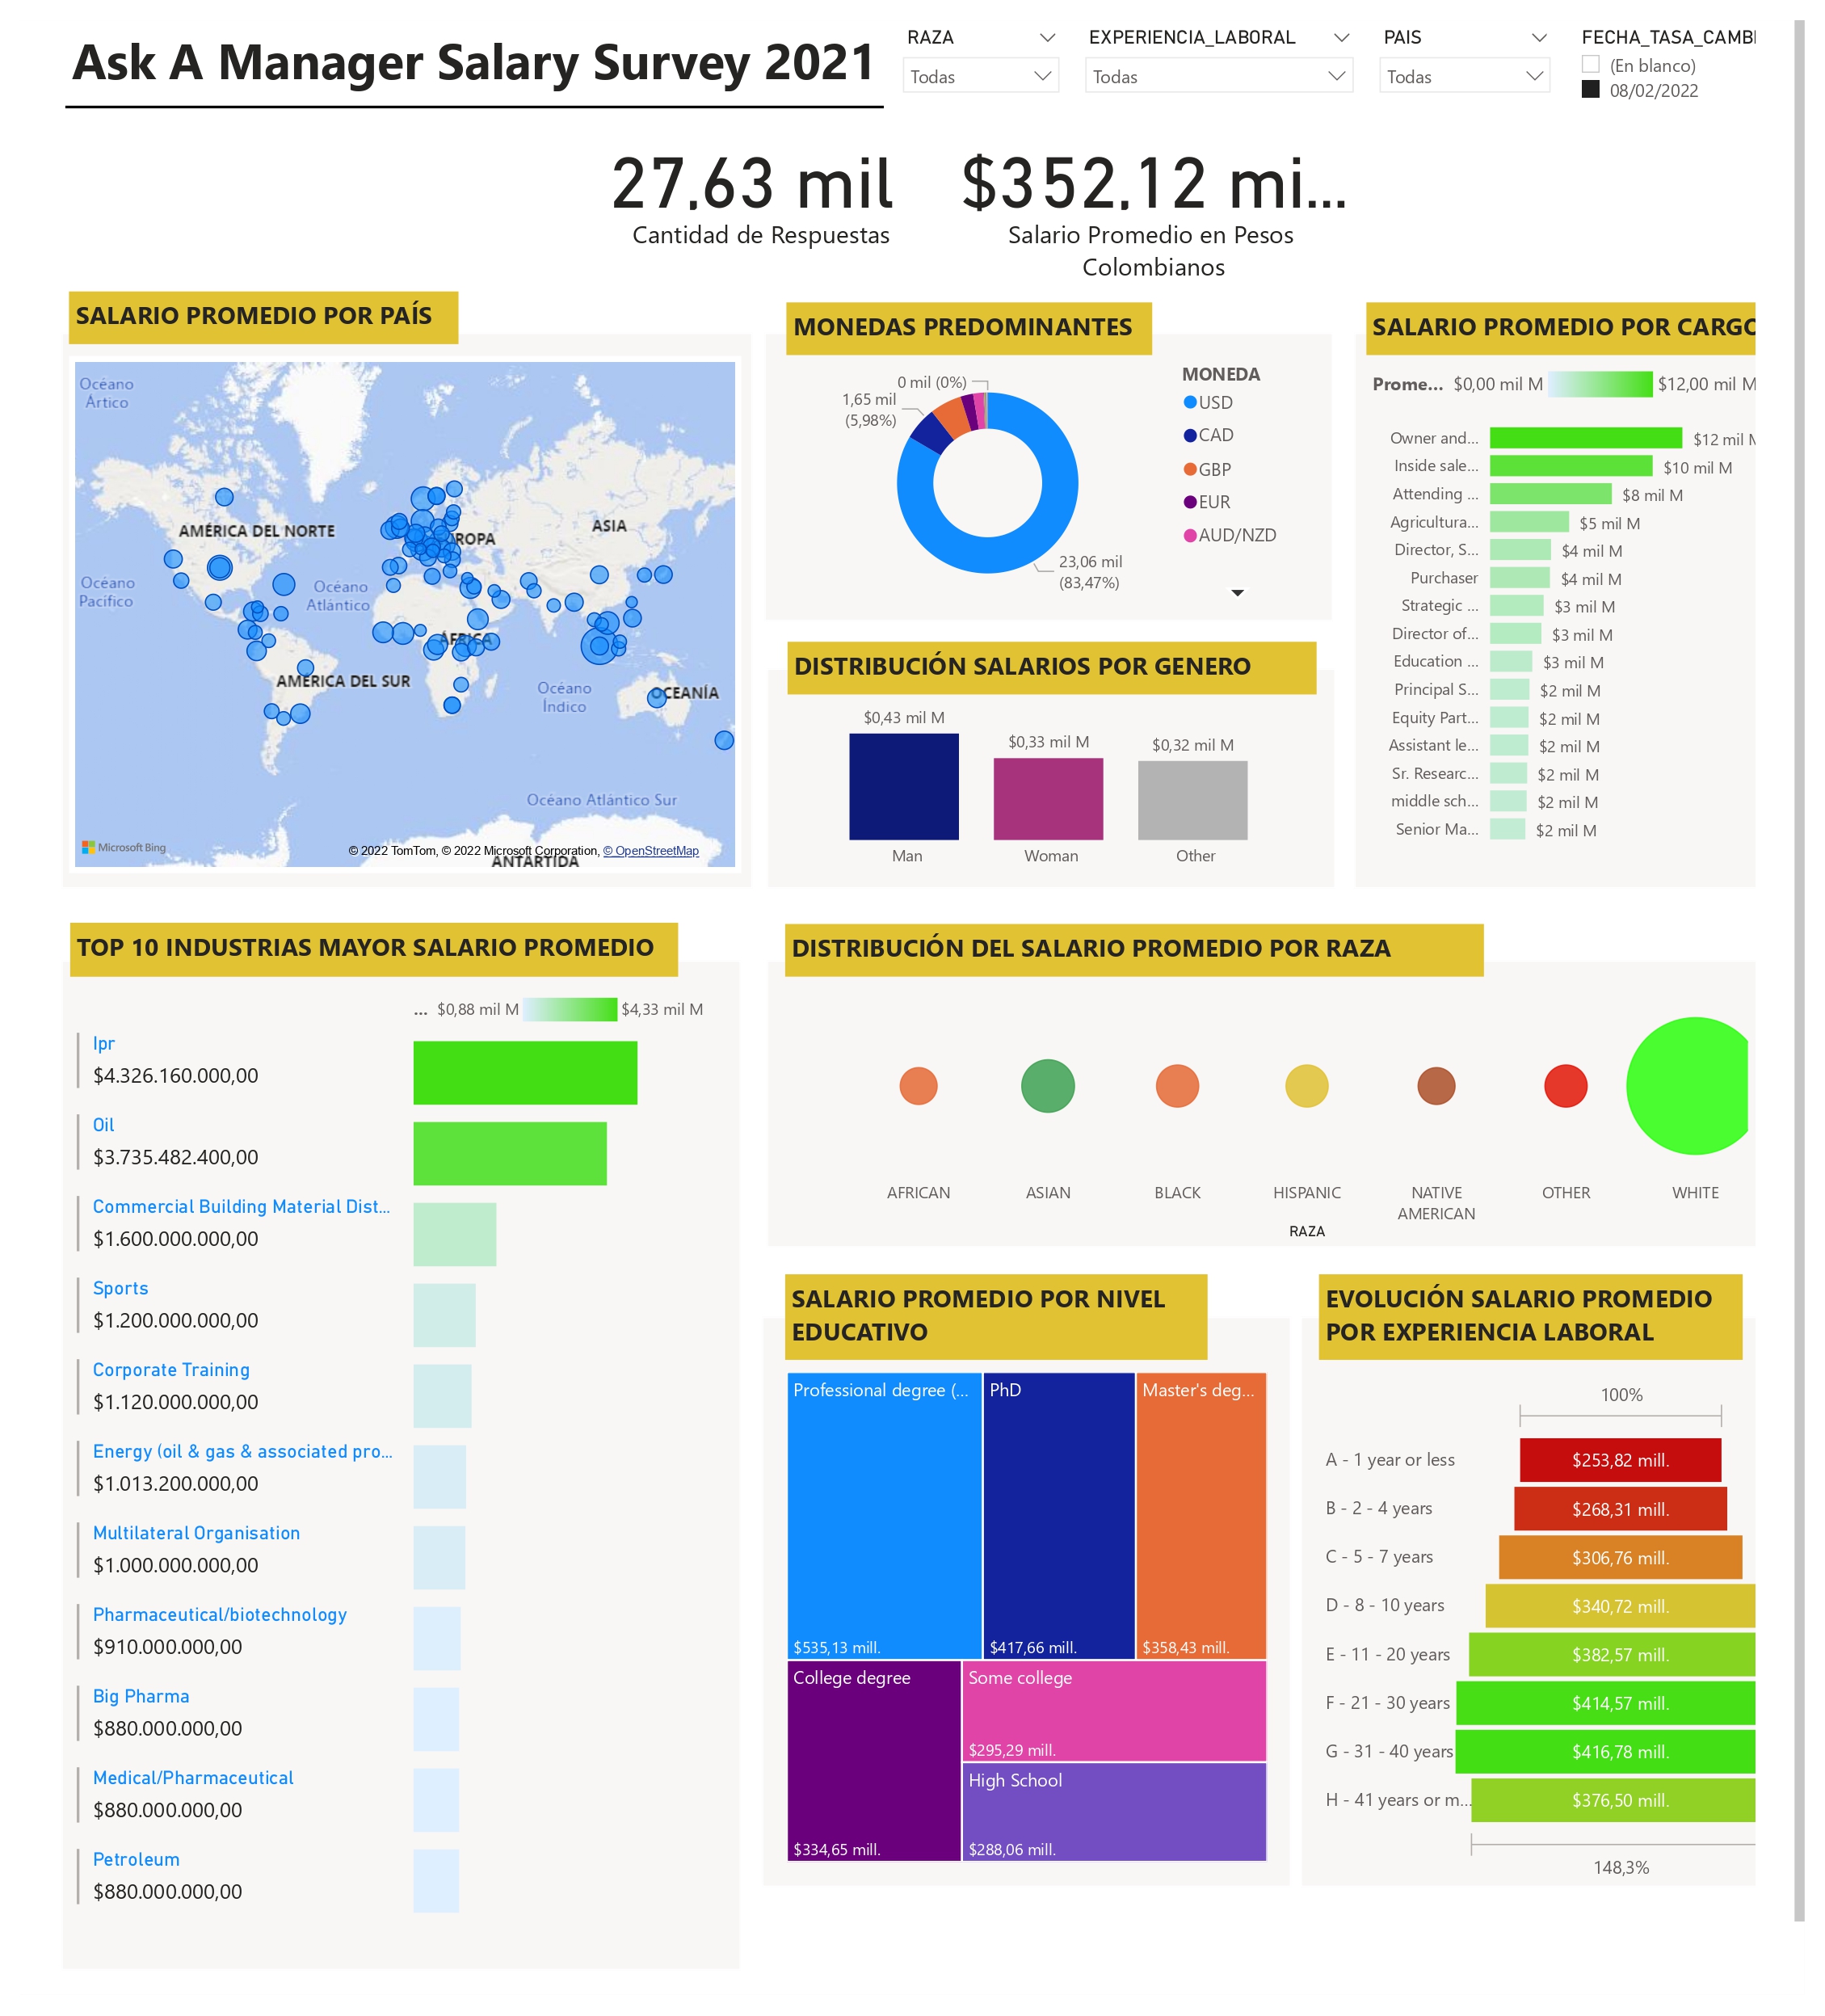 Ask A Manager Salary Survey 2021
RAZA
Todas
EXPERIENCIA_LABORAL
Todas
PAIS
Todas
FECHA_TASA_CAMBI
(En blanco)
08/02/2022
27,63 mil
Cantidad de Respuestas
$352,12 mi...
Salario Promedio en Pesos
Colombianos
SALARIO PROMEDIO POR PAÍS
Océano
Ártico
AMÉRICA DEL NORTE
ROPA
ASIA
Océano
Pacífico
Océano
Atlántico
ÁFRICA
AMÉRICA DEL SUR
Océano
Índico
OCEANÍA
Océano Atlántico Sur
Microsoft Bing
© 2022 TomTom, © 2022 Microsoft Corporation, © OpenStreetMap
ANTÁRTIDA
MONEDAS PREDOMINANTES
0 mil (0%)
1,65 mil
(5,98%)
23,06 mil
(83,47%)
MONEDA
USD
CAD
GBP
EUR
AUD/NZD
DISTRIBUCIÓN SALARIOS POR GENERO
$0,43 mil M
$0,33 mil M
$0,32 mil M
Man
Woman
Other
SALARIO PROMEDIO POR CARGO
Prome... $0,00 mil M $12,00 mil M
Owner and... $12 mil M
Inside sale... $10 mil M
Attending ... $8 mil M
Agricultura... $5 mil M
Director, S... $4 mil M
Purchaser $4 mil M
Strategic ... $3 mil M
Director of... $3 mil M
Education ... $3 mil M
Principal S... $2 mil M
Equity Part... $2 mil M
Assistant le... $2 mil M
Sr. Researc... $2 mil M
middle sch... $2 mil M
Senior Ma... $2 mil M
TOP 10 INDUSTRIAS MAYOR SALARIO PROMEDIO
... $0,88 mil M $4,33 mil M
Ipr
$4.326.160.000,00
Oil
$3.735.482.400,00
Commercial Building Material Dist...
$1.600.000.000,00
Sports
$1.200.000.000,00
Corporate Training
$1.120.000.000,00
Energy (oil & gas & associated pro...
$1.013.200.000,00
Multilateral Organisation
$1.000.000.000,00
Pharmaceutical/biotechnology
$910.000.000,00
Big Pharma
$880.000.000,00
Medical/Pharmaceutical
$880.000.000,00
Petroleum
$880.000.000,00
DISTRIBUCIÓN DEL SALARIO PROMEDIO POR RAZA
AFRICAN
ASIAN
BLACK
HISPANIC
NATIVE
AMERICAN
OTHER
WHITE
RAZA
SALARIO PROMEDIO POR NIVEL
EDUCATIVO
Professional degree (...
$535,13 mill.
PhD
$417,66 mill.
Master's deg...
$358,43 mill.
College degree
$334,65 mill.
Some college
$295,29 mill.
High School
$288,06 mill.
EVOLUCIÓN SALARIO PROMEDIO
POR EXPERIENCIA LABORAL
100%
A - 1 year or less $253,82 mill.
B - 2 - 4 years $268,31 mill.
C - 5 - 7 years $306,76 mill.
D - 8 - 10 years $340,72 mill.
E - 11 - 20 years $382,57 mill.
F - 21 - 30 years $414,57 mill.
G - 31 - 40 years $416,78 mill.
H - 41 years or m... $376,50 mill.
148,3%